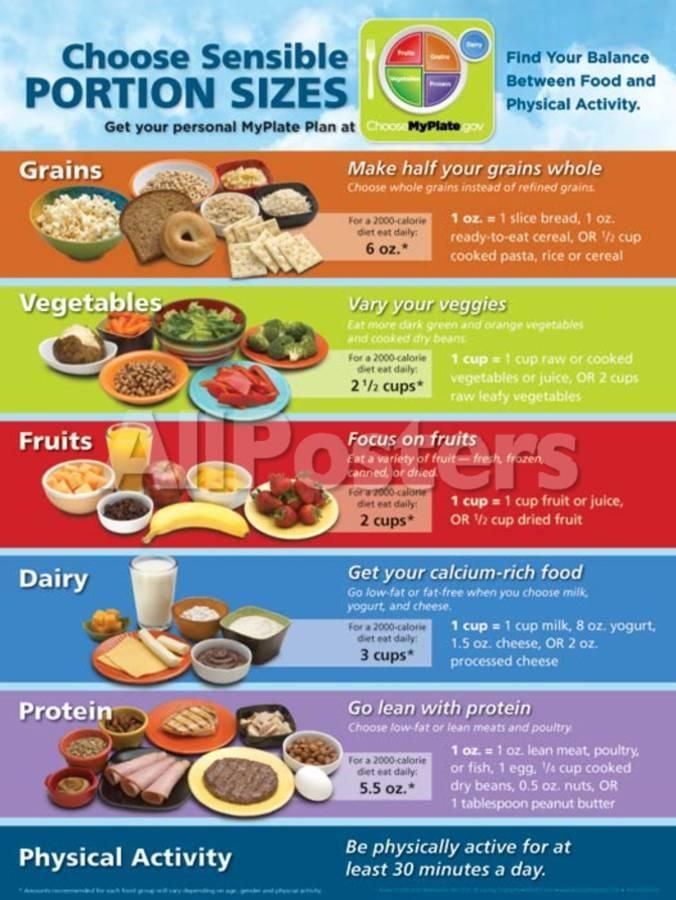 Choose Sensible
PORTION SIZES
Get your personal MyPlate Plan at
Fruits
Grains
Vegetables
Protein
Dairy
ChooseMyPlate.gov
Find Your Balance
Between Food and
Physical Activity.
Grains
Make half your grains whole
Choose whole grains instead of refined grains.
For a 2000-calorie
diet eat daily:
6 oz.*
1 oz. = 1 slice bread, 1 oz.
ready-to-eat cereal, OR 1/2 cup
cooked pasta, rice or cereal
Vegetables
Vary your veggies
Eat more dark green and orange vegetables
and cooked dry beans.
For a 2000-calorie
diet eat daily:
2 1/2 cups*
1 cup = 1 cup raw or cooked
vegetables or juice, OR 2 cups
raw leafy vegetables
AllPosters
Fruits
Focus on fruits
Eat a variety of fruit — fresh, frozen,
canned, or dried.
For a 2000-calorie
diet eat daily:
2 cups*
1 cup = 1 cup fruit or juice,
OR 1/2 cup dried fruit
Dairy
Get your calcium-rich food
Go low-fat or fat-free when you choose milk,
yogurt, and cheese.
For a 2000-calorie
diet eat daily:
3 cups*
1 cup = 1 cup milk, 8 oz. yogurt,
1.5 oz. cheese, OR 2 oz.
processed cheese
Protein
Go lean with protein
Choose low-fat or lean meats and poultry.
For a 2000-calorie
diet eat daily:
5.5 oz.*
1 oz. = 1 oz. lean meat, poultry,
or fish, 1 egg, 1/4 cup cooked
dry beans, 0.5 oz. nuts, OR
1 tablespoon peanut butter
Physical Activity
Be physically active for at
least 30 minutes a day.
* Amounts recommended for each food group will vary depending on age, gender and physical activity.